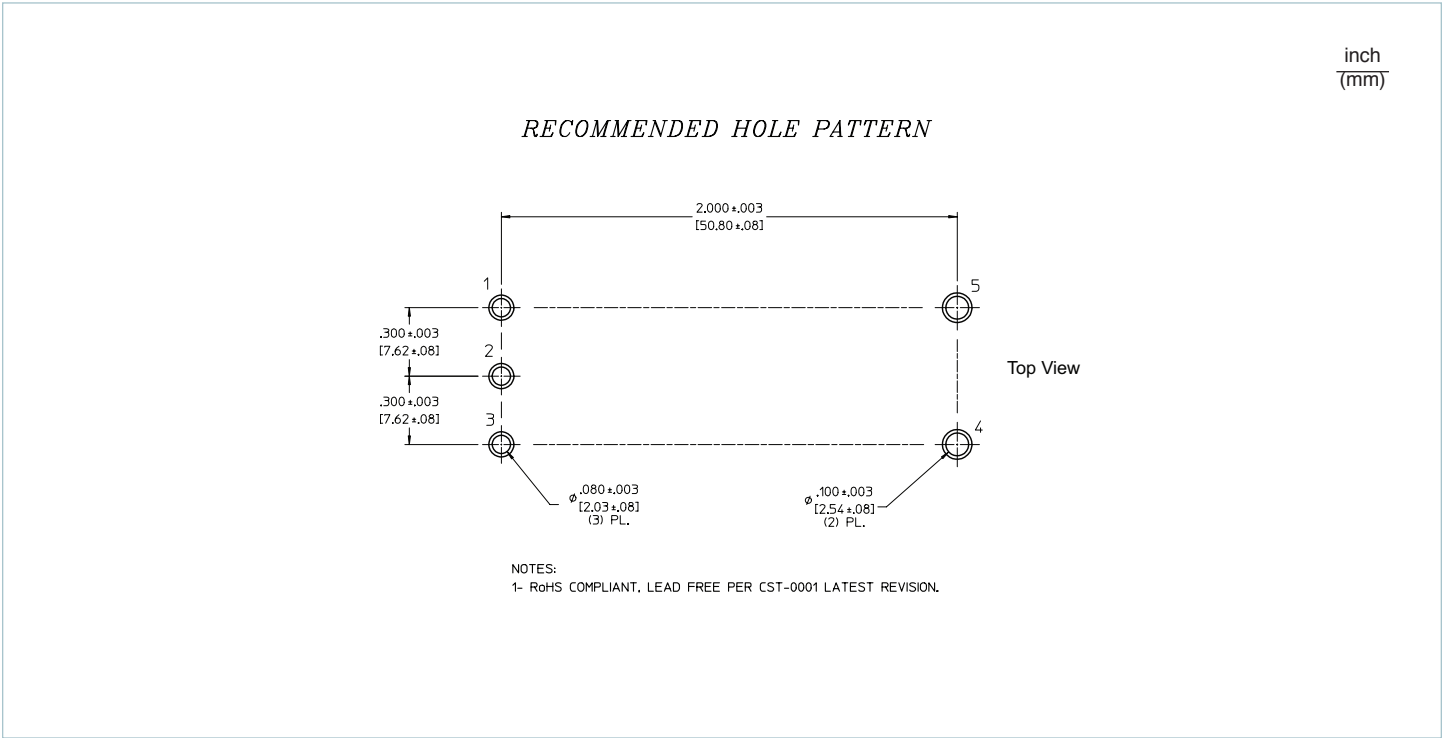 inch
(mm)
RECOMMENDED HOLE PATTERN
2.000±.003
[50.80±.08]
1
5
.300±.003
[7.62±.08]
2
Top View
.300±.003
[7.62±.08]
3
4
ø .080±.003
[2.03±.08]
(3) PL.
ø .100±.003
[2.54±.08]
(2) PL.
NOTES:
1- RoHS COMPLIANT, LEAD FREE PER CST-0001 LATEST REVISION.